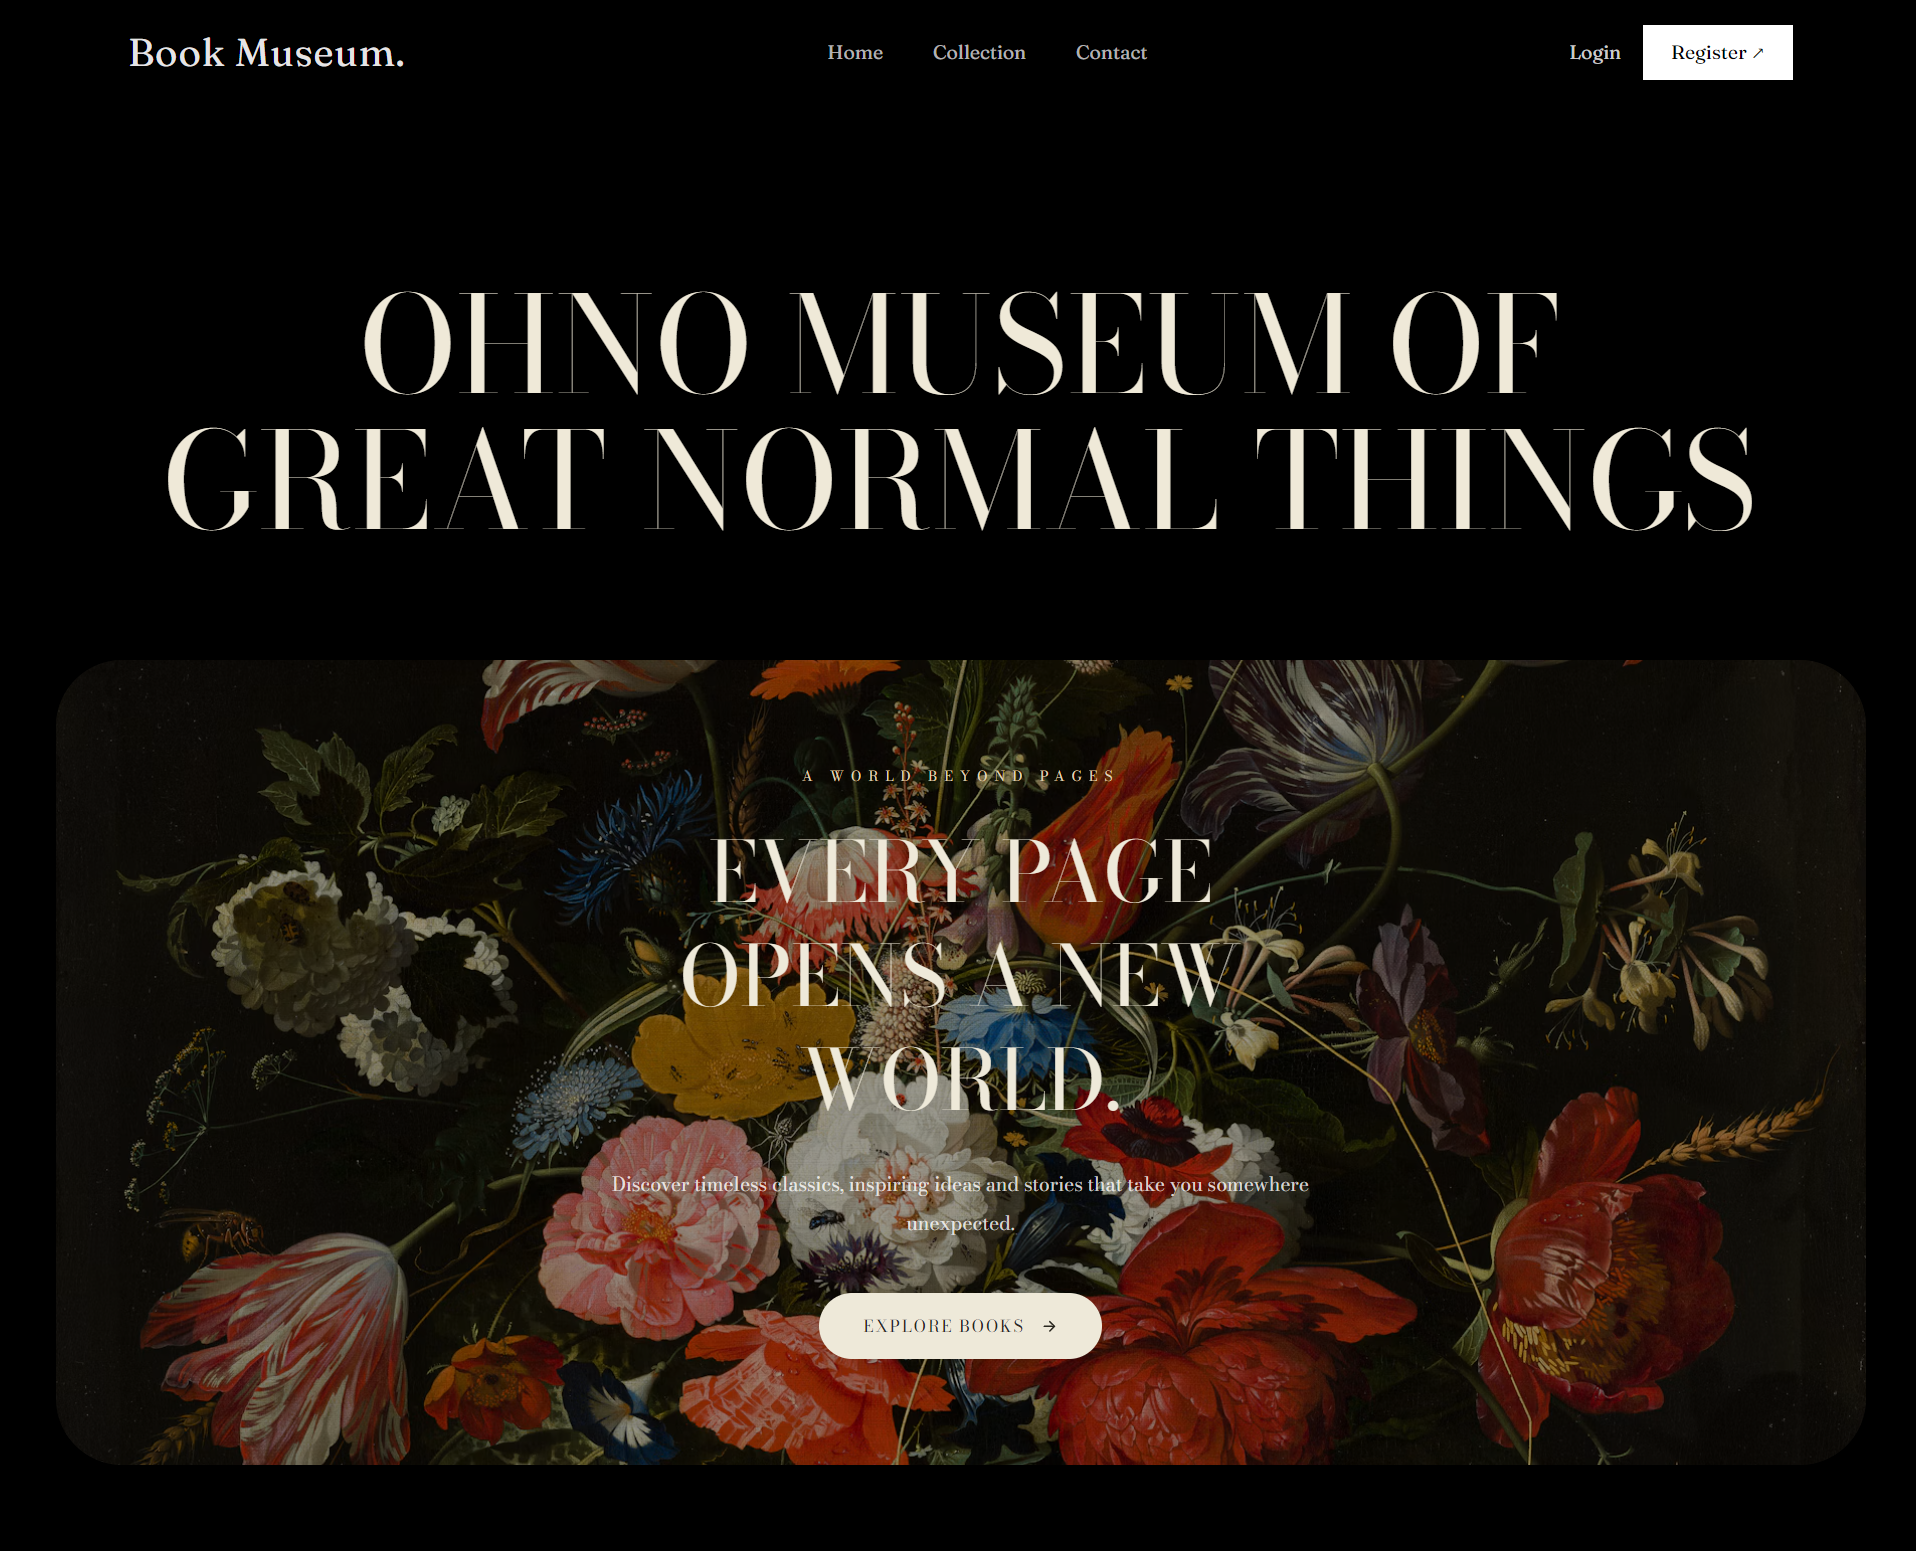 Book Museum.
Home Collection Contact
Login Register ↗
OHNO MUSEUM OF
GREAT NORMAL THINGS
A WORLD BEYOND PAGES
EVERY PAGE
OPENS A NEW
WORLD.
Discover timeless classics, inspiring ideas and stories that take you somewhere
unexpected.
EXPLORE BOOKS →